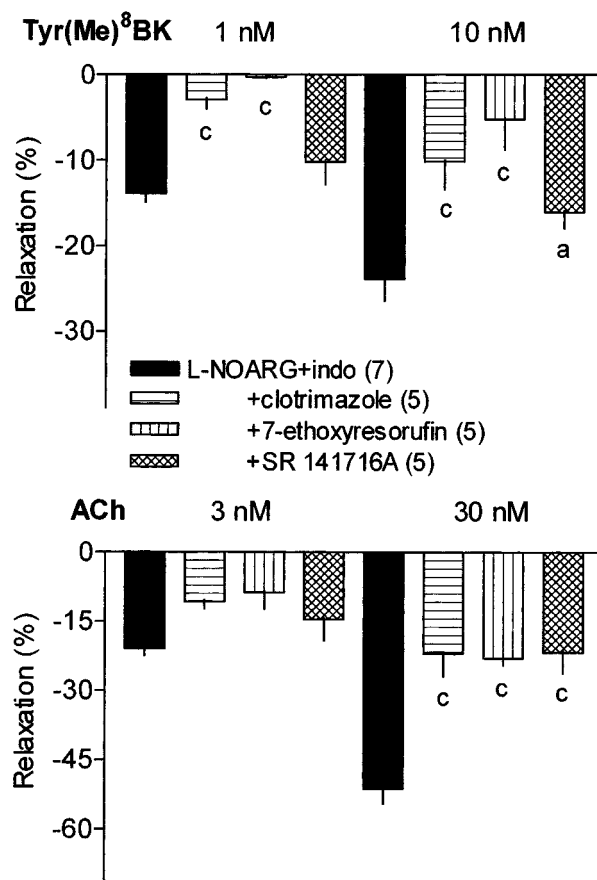 Tyr(Me)⁸BK 1 nM 10 nM
0
-10
-20
-30
Relaxation (%)
c c c c a
L-NOARG+indo (7)
+clotrimazole (5)
+7-ethoxyresorufin (5)
+SR 141716A (5)
ACh 3 nM 30 nM
0
-15
-30
-45
-60
Relaxation (%)
c c c